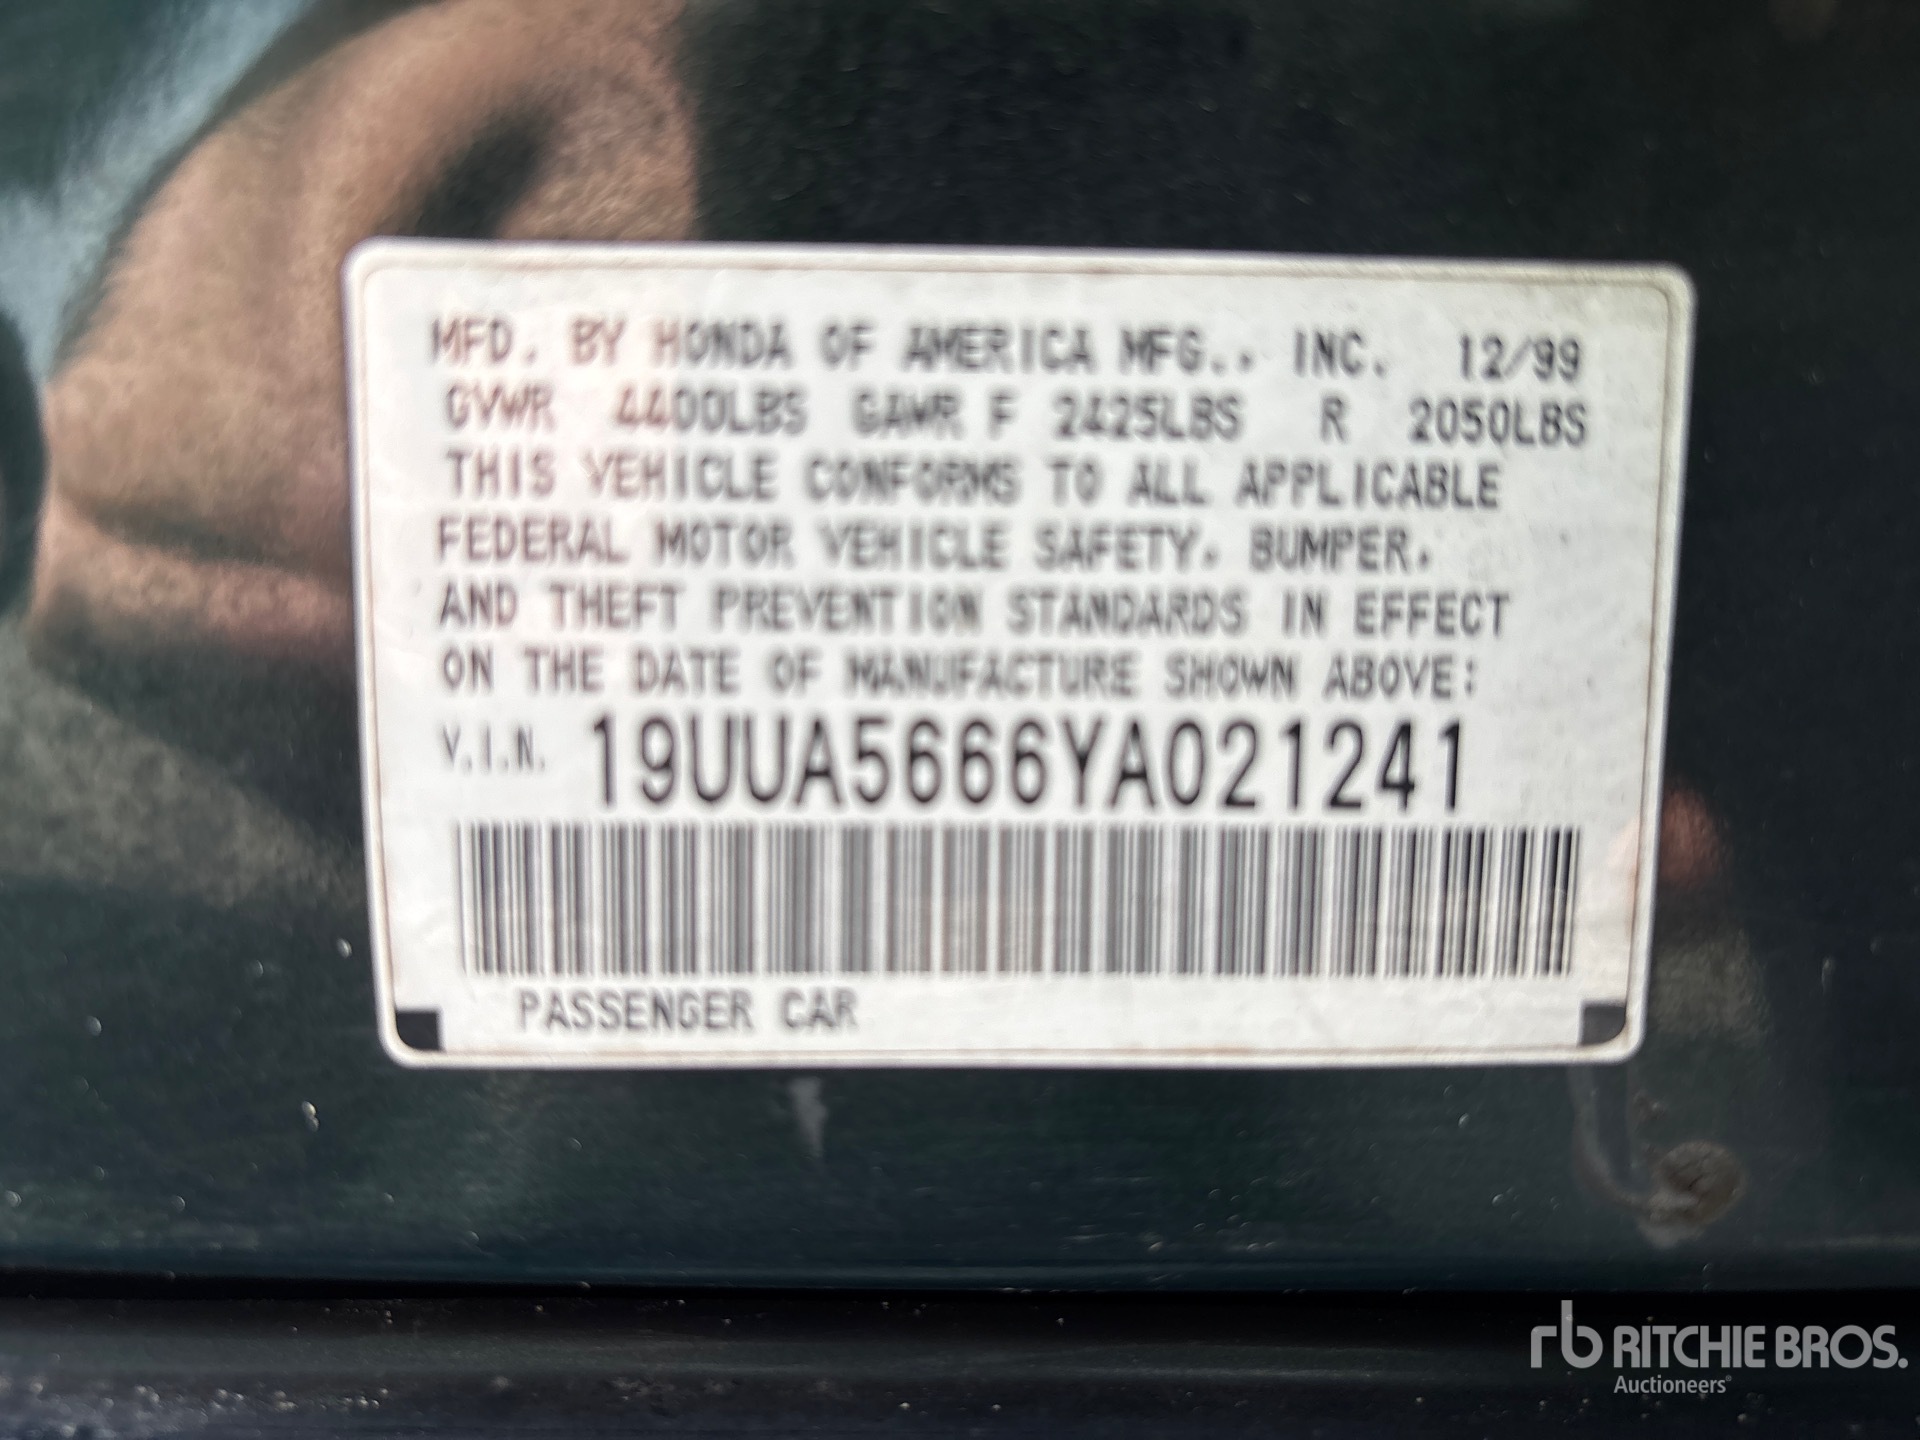 MFD. BY HONDA OF AMERICA MFG., INC. 12/99
GVWR 4400LBS GAWR F 2425LBS R 2050LBS
THIS VEHICLE CONFORMS TO ALL APPLICABLE
FEDERAL MOTOR VEHICLE SAFETY, BUMPER,
AND THEFT PREVENTION STANDARDS IN EFFECT
ON THE DATE OF MANUFACTURE SHOWN ABOVE:
V.I.N. 19UUA5666YA021241
PASSENGER CAR
rb RITCHIE BROS.
Auctioneers®